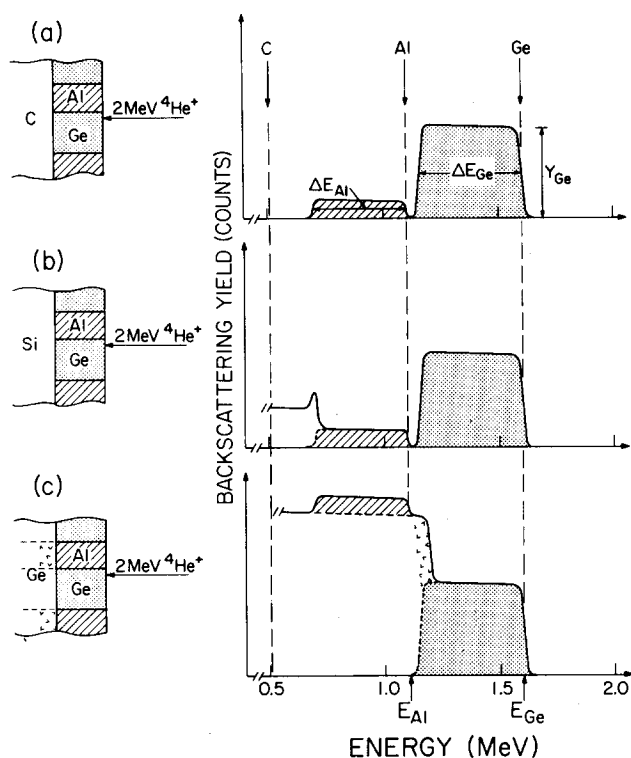 (a)
C
Al
Ge
2MeV ⁴He⁺
(b)
Si
Al
Ge
2MeV ⁴He⁺
(c)
Ge
Al
Ge
2MeV ⁴He⁺
BACKSCATTERING YIELD (COUNTS)
C
Al
Ge
ΔE_Al
ΔE_Ge
Y_Ge
0.5
1.0
1.5
2.0
E_Al
E_Ge
ENERGY (MeV)